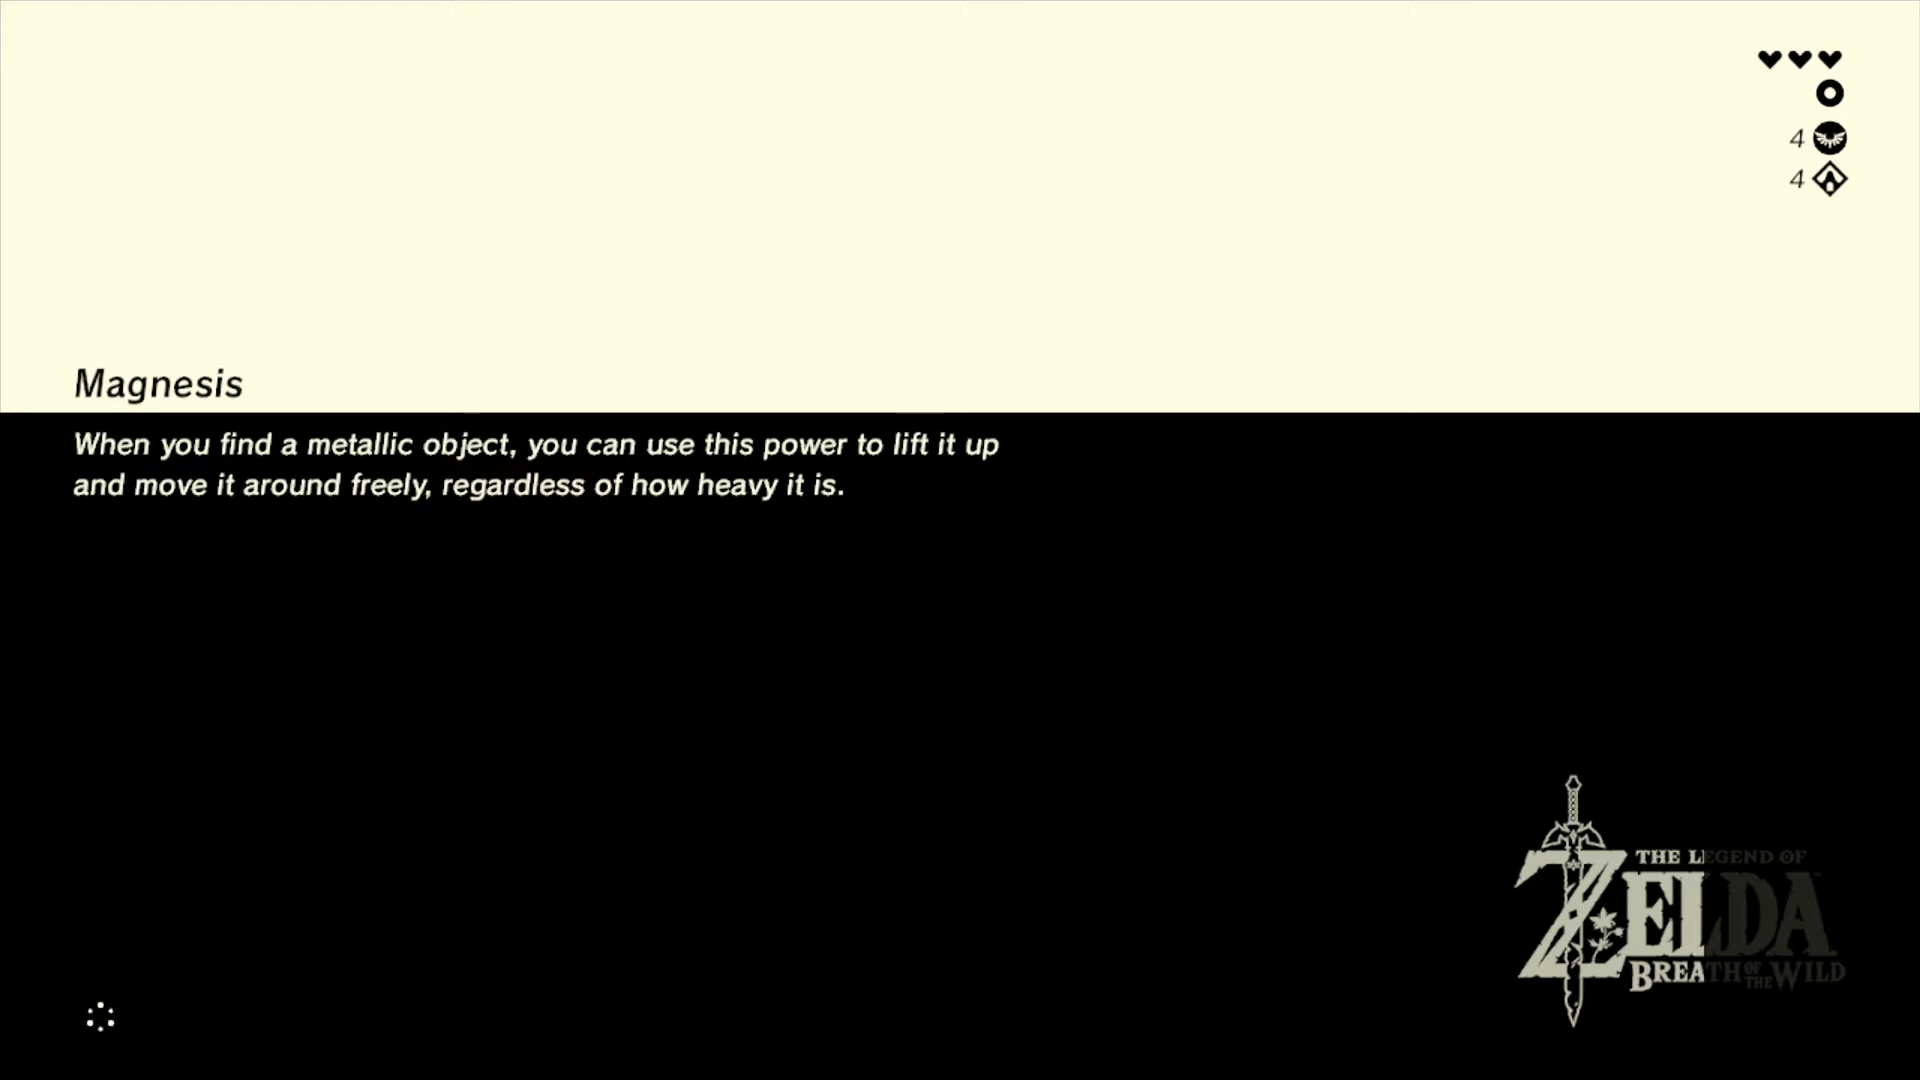 4
4
Magnesis
When you find a metallic object, you can use this power to lift it up
and move it around freely, regardless of how heavy it is.
THE LEGEND OF
ZELDA
BREATH OF THE WILD